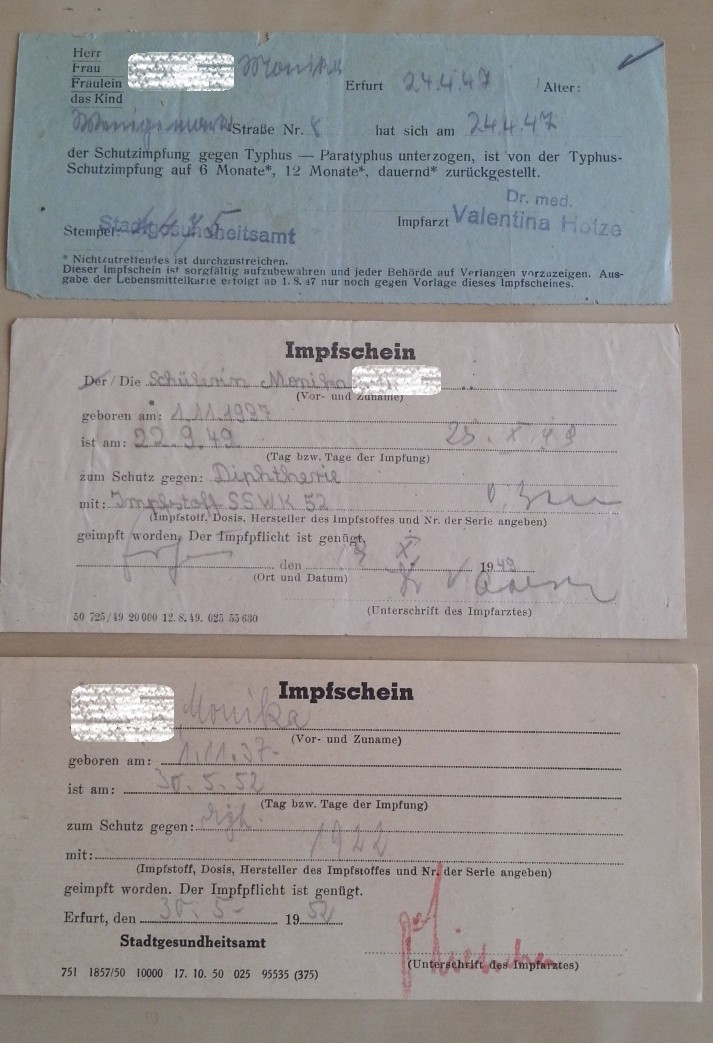 Herr
Frau
Fräulein
das Kind
Monika
Erfurt 24.4.47 Alter:
Straße Nr. 8 hat sich am 24.4.47
der Schutzimpfung gegen Typhus — Paratyphus unterzogen, ist von der Typhus-
Schutzimpfung auf 6 Monate*, 12 Monate*, dauernd* zurückgestellt.
Dr. med.
Stempel: Stadtgesundheitsamt Impfarzt Valentina Hotze
* Nichtzutreffendes ist durchzustreichen.
Dieser Impfschein ist sorgfältig aufzubewahren und jeder Behörde auf Verlangen vorzuzeigen. Aus-
gabe der Lebensmittelkarte erfolgt ab 1. 8. 47 nur noch gegen Vorlage dieses Impfscheines.
Impfschein
Der / Die Schülerin Monika
(Vor- und Zuname)
geboren am: 1.11.1937
ist am: 22.9.49 25. X 49
(Tag bzw. Tage der Impfung)
zum Schutz gegen: Diphtherie
mit: Impfstoff SSWK 52
(Impfstoff, Dosis, Hersteller des Impfstoffes und Nr. der Serie angeben)
geimpft worden. Der Impfpflicht ist genügt.
den X 1949
(Ort und Datum)
(Unterschrift des Impfarztes)
50 725/49 20 000 12. 8. 49. 025 55 630
Impfschein
Monika
(Vor- und Zuname)
geboren am: 1.11.37
ist am: 30.5.52
(Tag bzw. Tage der Impfung)
zum Schutz gegen:
mit: 1922
(Impfstoff, Dosis, Hersteller des Impfstoffes und Nr. der Serie angeben)
geimpft worden. Der Impfpflicht ist genügt.
Erfurt, den 30. 5- 1952
Stadtgesundheitsamt
(Unterschrift des Impfarztes)
751 1857/50 10000 17. 10. 50 025 95535 (375)